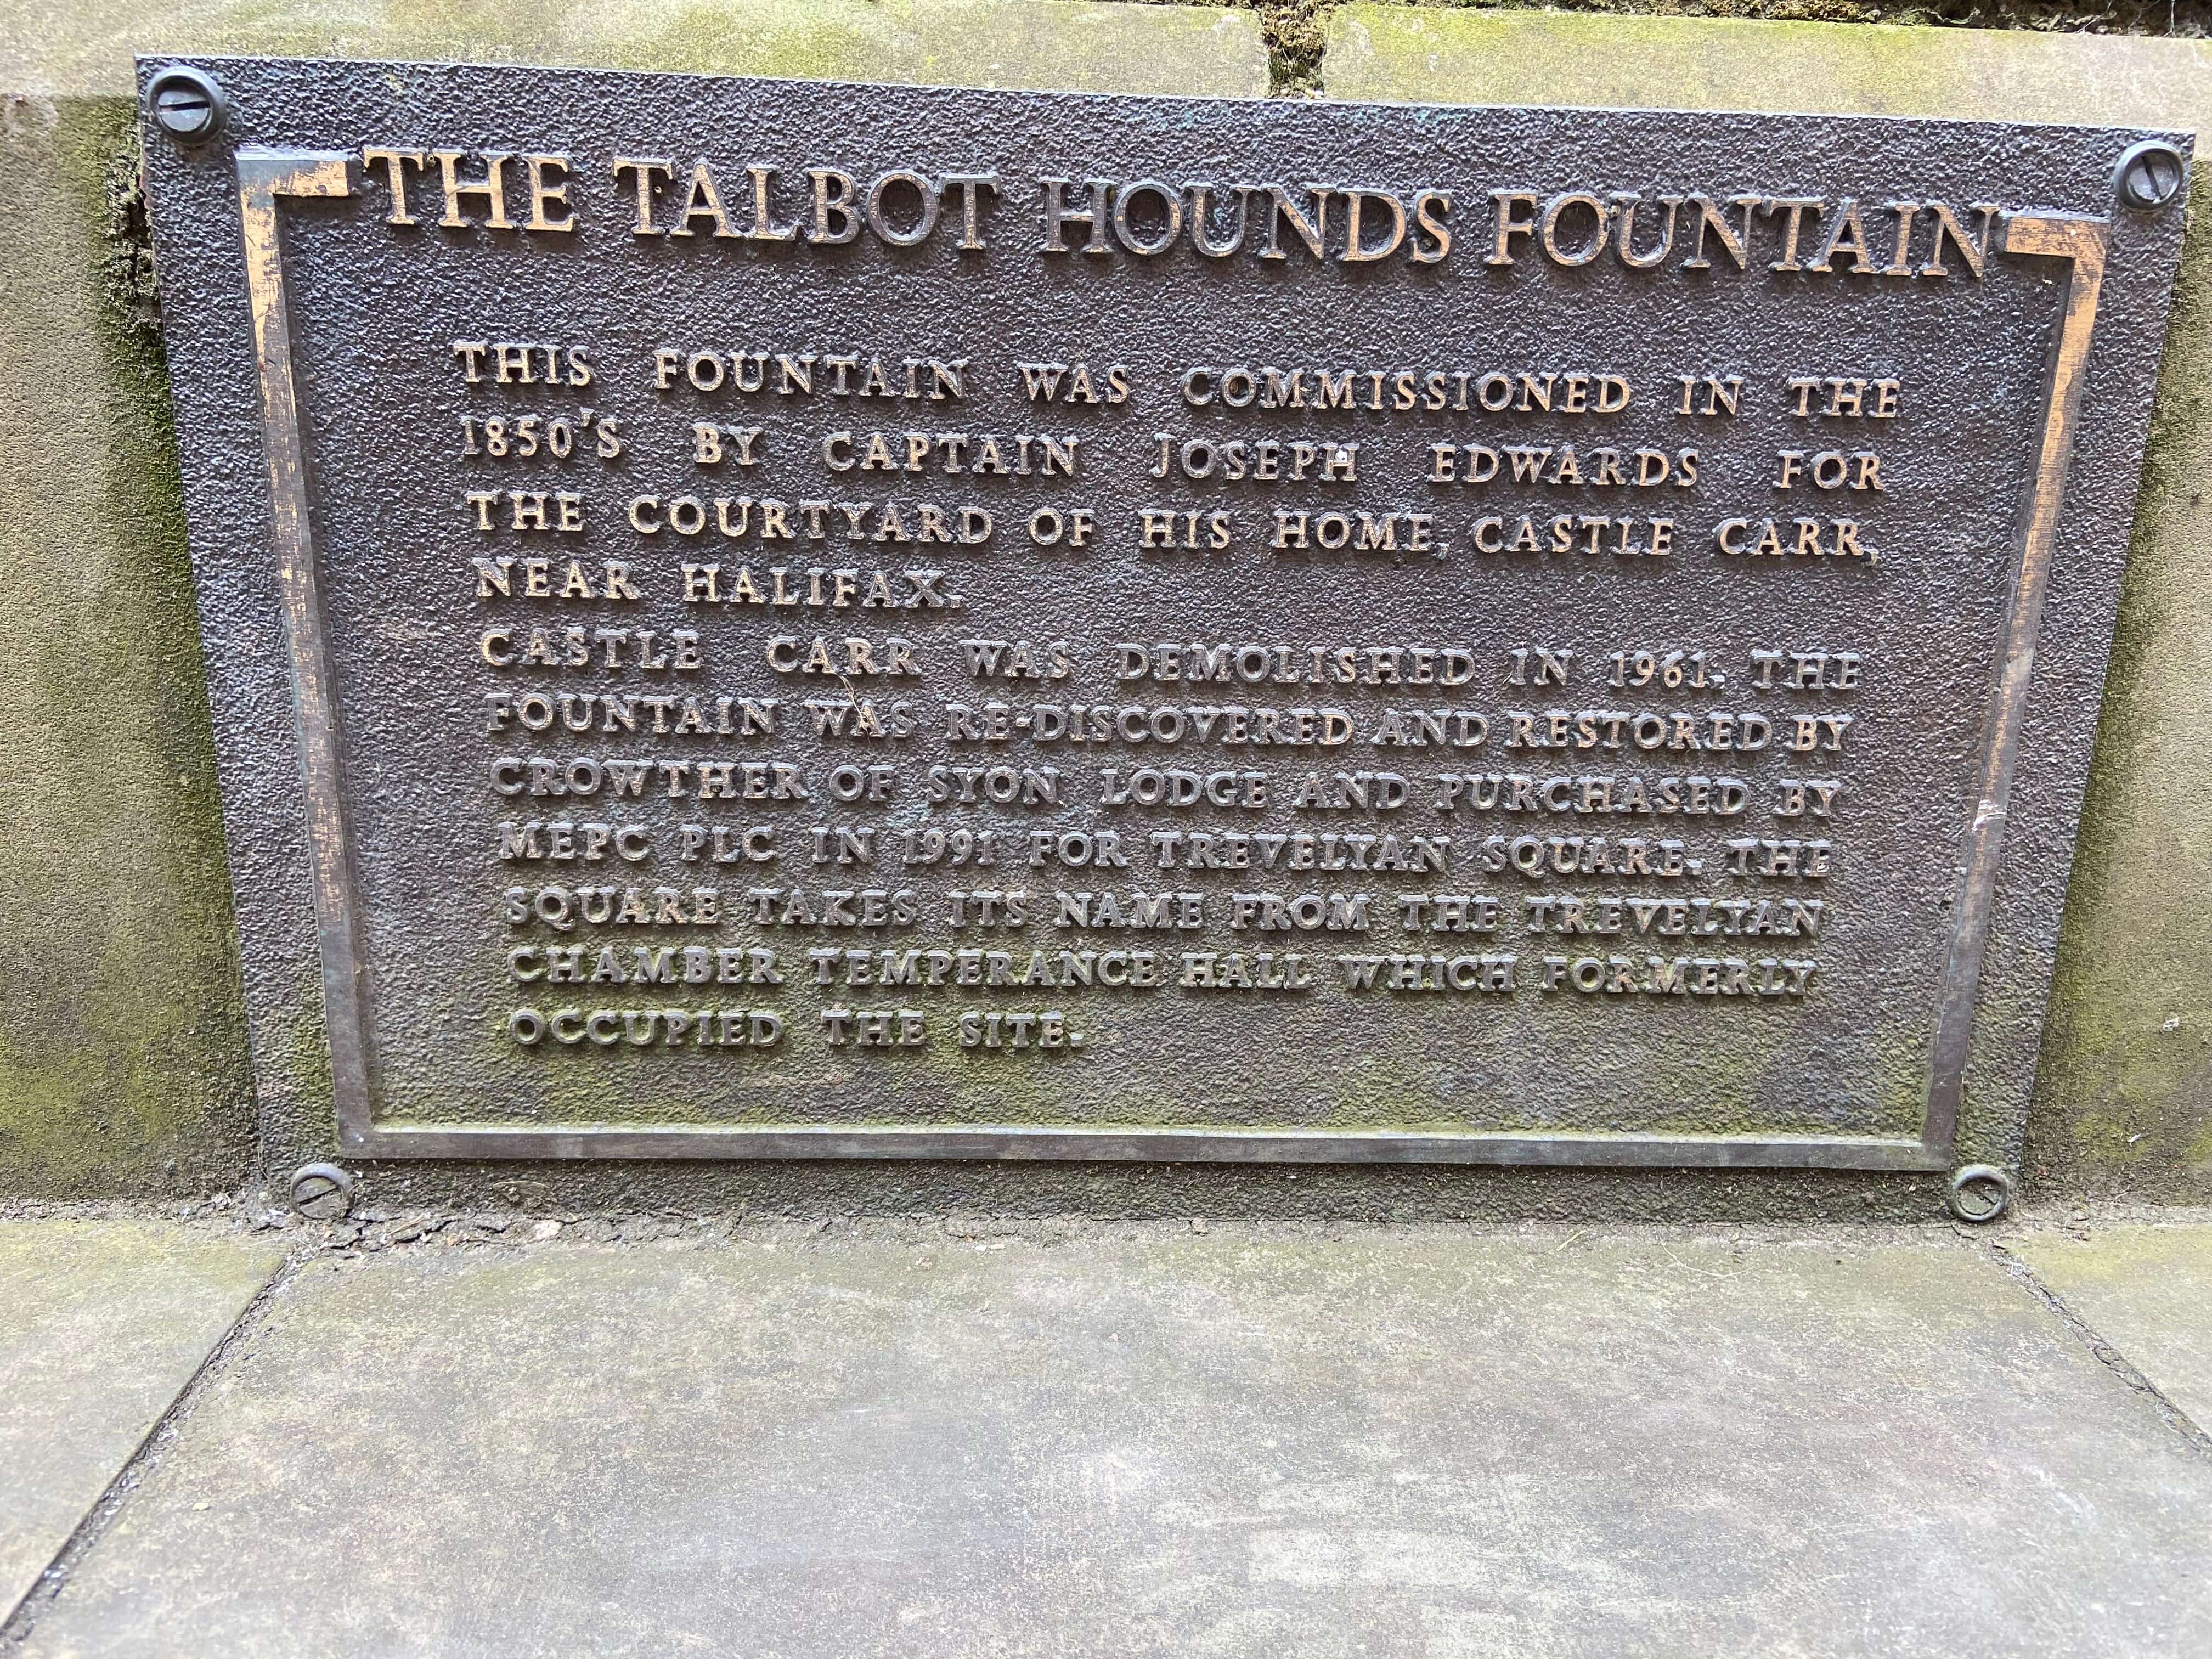 THE TALBOT HOUNDS FOUNTAIN
THIS FOUNTAIN WAS COMMISSIONED IN THE
1850'S BY CAPTAIN JOSEPH EDWARDS FOR
THE COURTYARD OF HIS HOME, CASTLE CARR,
NEAR HALIFAX.
CASTLE CARR WAS DEMOLISHED IN 1961. THE
FOUNTAIN WAS RE-DISCOVERED AND RESTORED BY
CROWTHER OF SYON LODGE AND PURCHASED BY
MEPC PLC IN 1991 FOR TREVELYAN SQUARE. THE
SQUARE TAKES ITS NAME FROM THE TREVELYAN
CHAMBER TEMPERANCE HALL WHICH FORMERLY
OCCUPIED THE SITE.